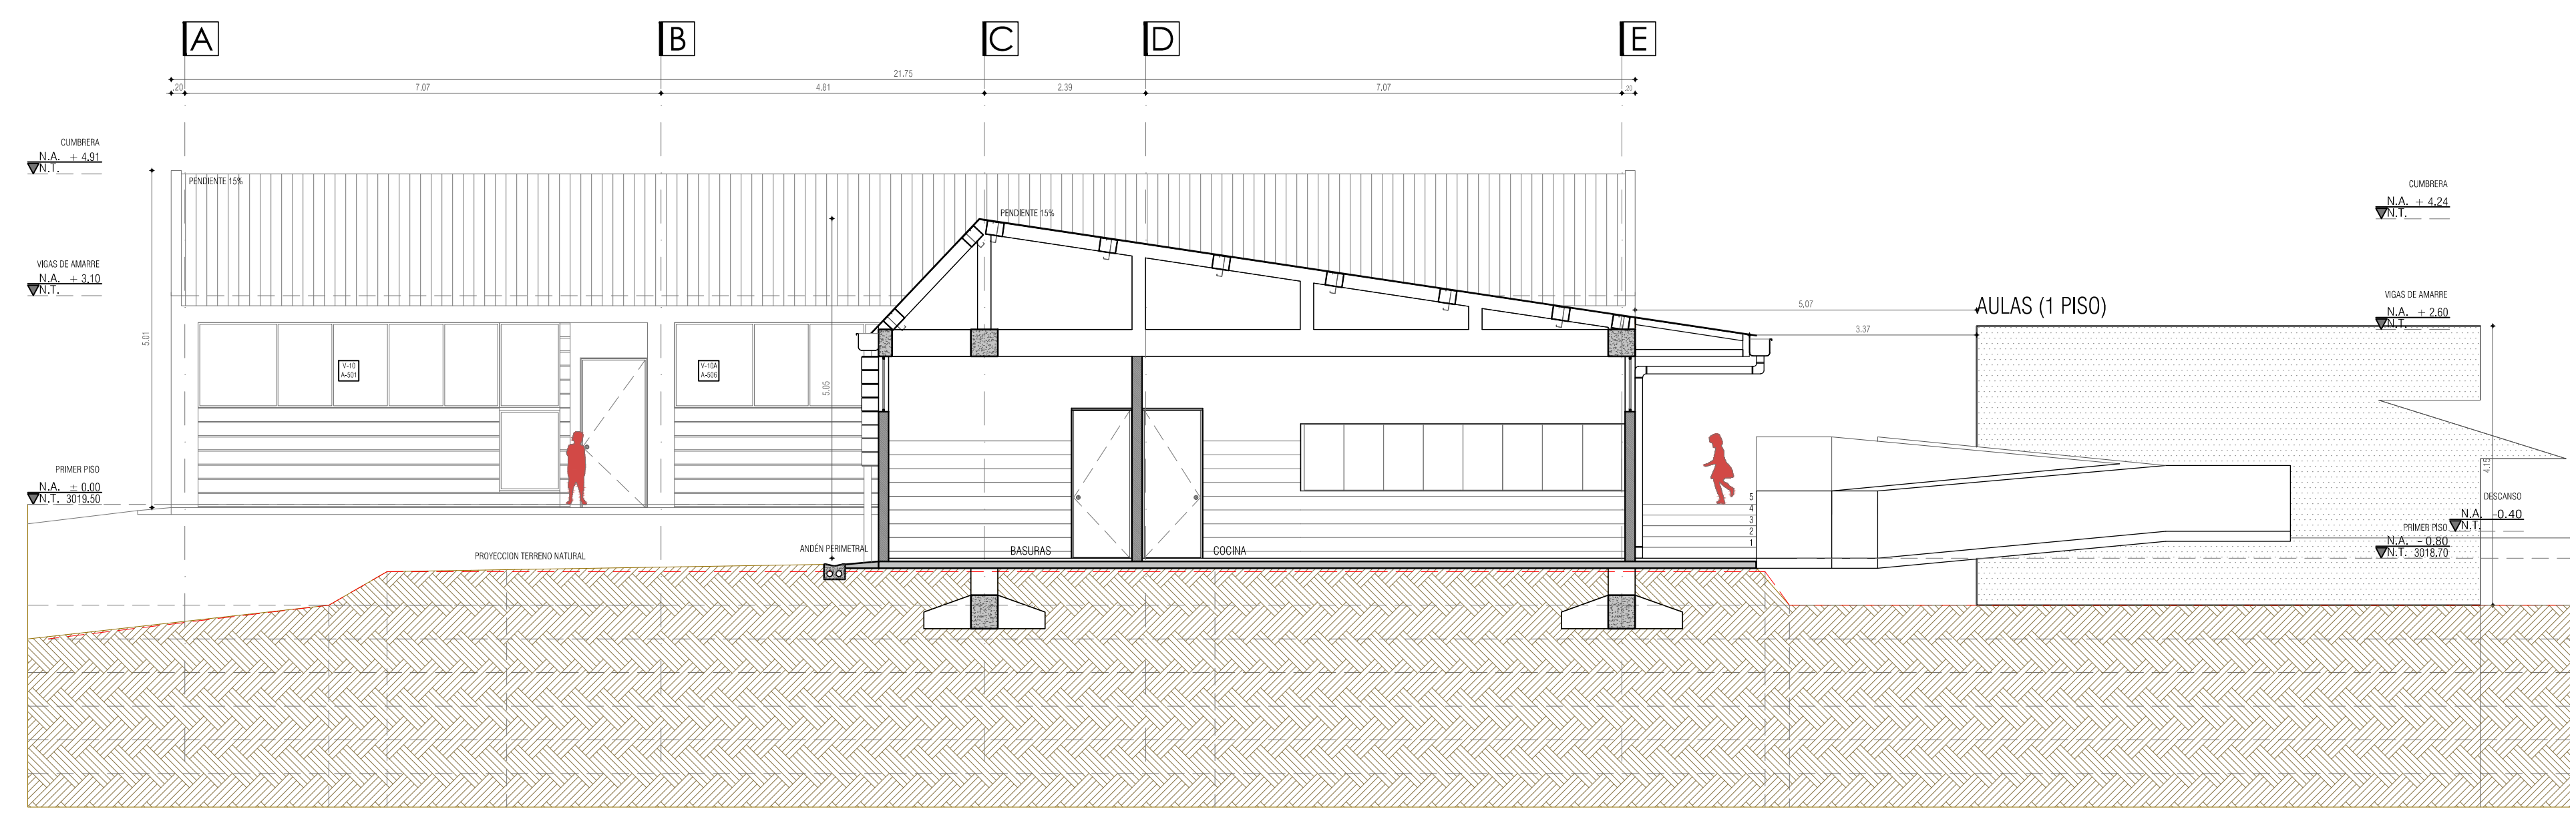 A B C D E
21.75
.20 7.07 4.81 2.39 7.07 .20
CUMBRERA
N.A. + 4.91
N.T.
PENDIENTE 15%
CUMBRERA
N.A. + 4.24
N.T.
PENDIENTE 15%
VIGAS DE AMARRE
N.A. + 3.10
N.T.
5.07
AULAS (1 PISO)
VIGAS DE AMARRE
N.A. + 2.60
N.T.
3.37
5.01
V-10
A-501
V-10A
A-506
5.05
4.15
PRIMER PISO
N.A. ± 0.00
N.T. 3019.50
5
4
3
2
1
DESCANSO
N.A. -0.40
N.T.
PRIMER PISO
N.A. - 0.80
N.T. 3018.70
PROYECCION TERRENO NATURAL
ANDÉN PERIMETRAL
BASURAS
COCINA